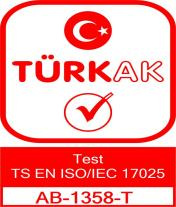 TÜRKAK
Test
TS EN ISO/IEC 17025
AB-1358-T